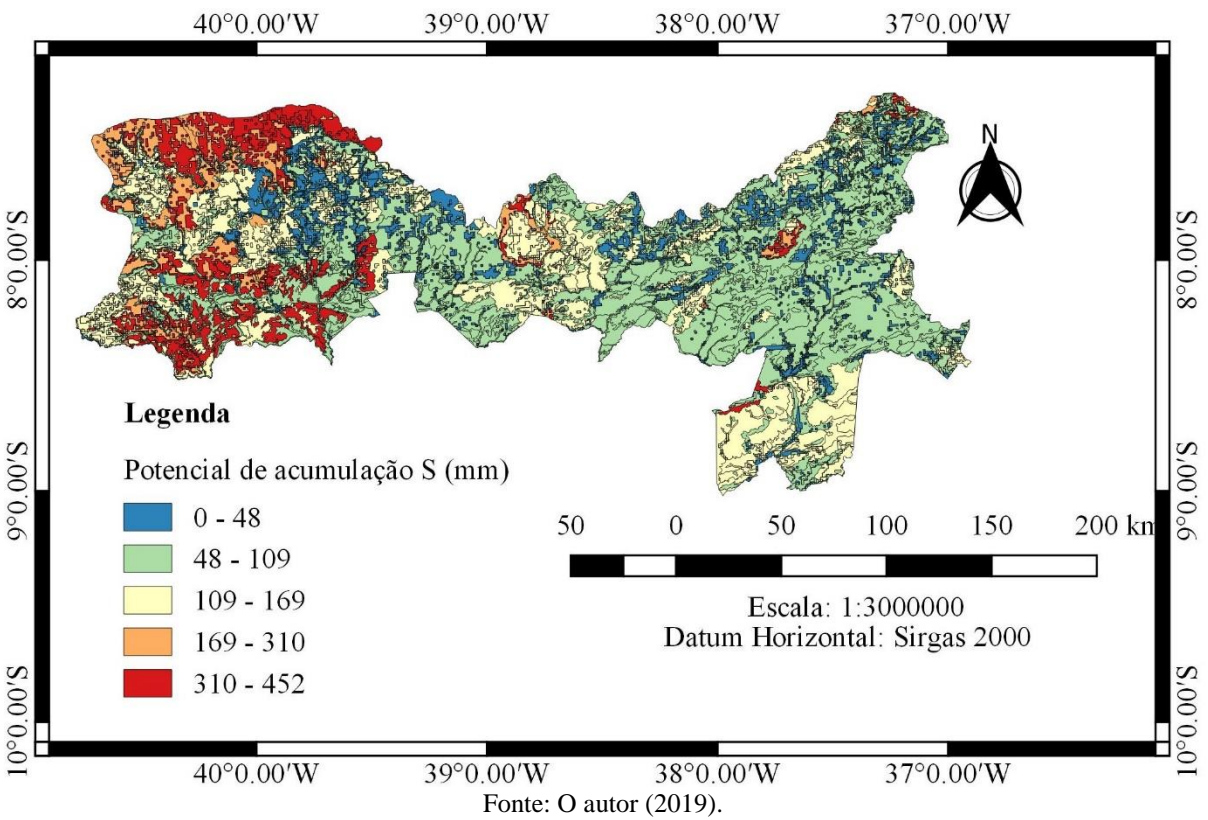 40°0.00'W 39°0.00'W 38°0.00'W 37°0.00'W
N
8°0.00'S 8°0.00'S
Legenda
Potencial de acumulação S (mm)
0 - 48
48 - 109
109 - 169
169 - 310
310 - 452
9°0.00'S 9°0.00'S
50 0 50 100 150 200 km
Escala: 1:3000000
Datum Horizontal: Sirgas 2000
10°0.00'S 10°0.00'S
40°0.00'W 39°0.00'W 38°0.00'W 37°0.00'W
Fonte: O autor (2019).